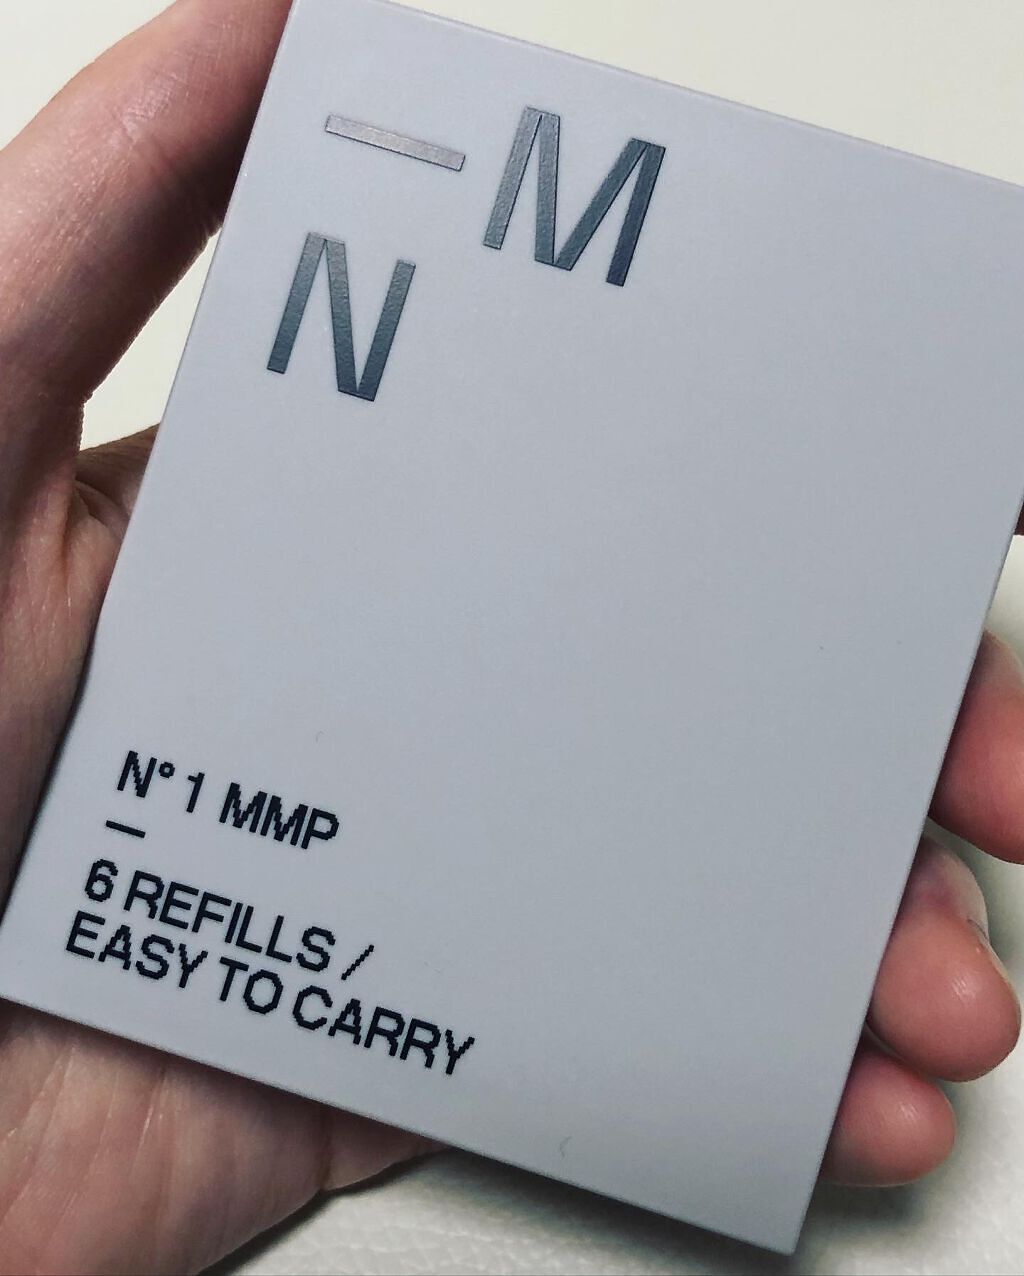 —M
N
N° 1 MMP
—
6 REFILLS /
EASY TO CARRY